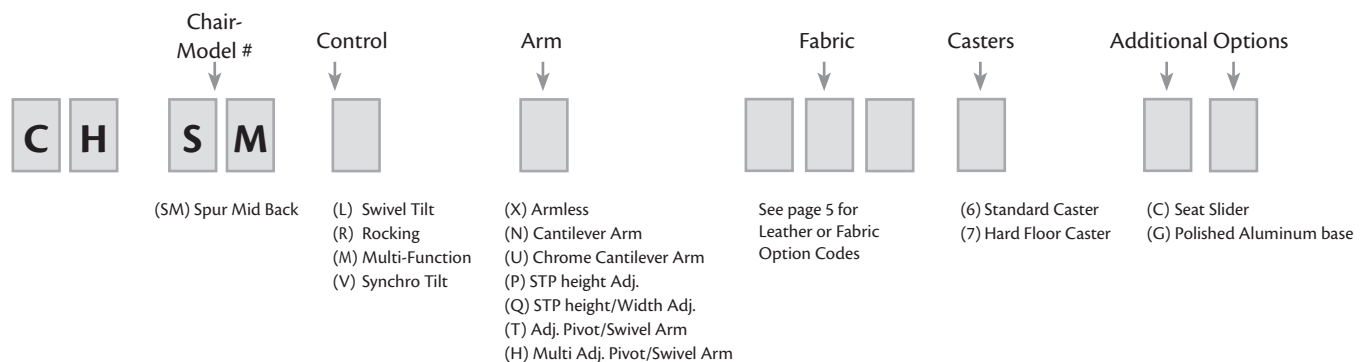 Chair-
Model #
Control
Arm
Fabric
Casters
Additional Options
C H S M
(SM) Spur Mid Back
(L) Swivel Tilt
(R) Rocking
(M) Multi-Function
(V) Synchro Tilt
(X) Armless
(N) Cantilever Arm
(U) Chrome Cantilever Arm
(P) STP height Adj.
(Q) STP height/Width Adj.
(T) Adj. Pivot/Swivel Arm
(H) Multi Adj. Pivot/Swivel Arm
See page 5 for
Leather or Fabric
Option Codes
(6) Standard Caster
(7) Hard Floor Caster
(C) Seat Slider
(G) Polished Aluminum base